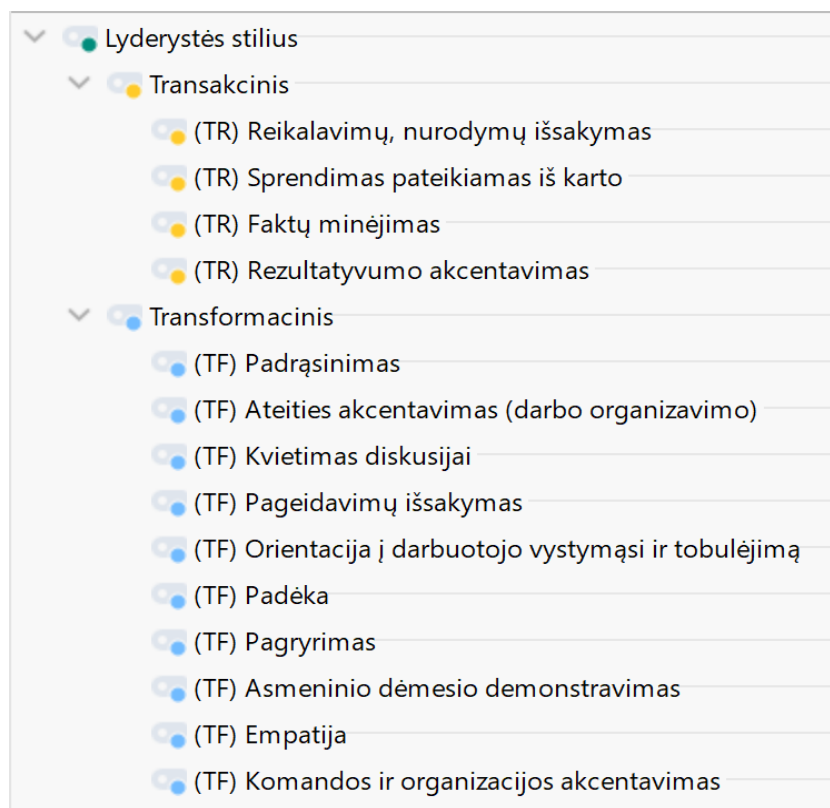 Lyderystės stilius
Transakcinis
(TR) Reikalavimų, nurodymų išsakymas
(TR) Sprendimas pateikiamas iš karto
(TR) Faktų minėjimas
(TR) Rezultatyvumo akcentavimas
Transformacinis
(TF) Padrąsinimas
(TF) Ateities akcentavimas (darbo organizavimo)
(TF) Kvietimas diskusijai
(TF) Pageidavimų išsakymas
(TF) Orientacija į darbuotojo vystymąsi ir tobulėjimą
(TF) Padėka
(TF) Pagryrimas
(TF) Asmeninio dėmesio demonstravimas
(TF) Empatija
(TF) Komandos ir organizacijos akcentavimas